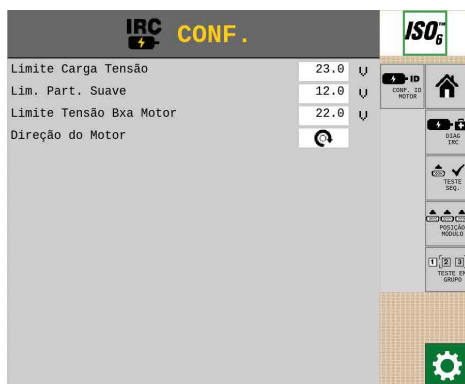 IRC CONF.
ISO6™
Limite Carga Tensão 23.0 V
Lim. Part. Suave 12.0 V
Limite Tensão Bxa Motor 22.0 V
Direção do Motor
ID
CONF. ID
MOTOR
DIAG
IRC
TESTE
SEQ.
POSIÇÃO
MÓDULO
1 2 3
TESTE EM
GRUPO